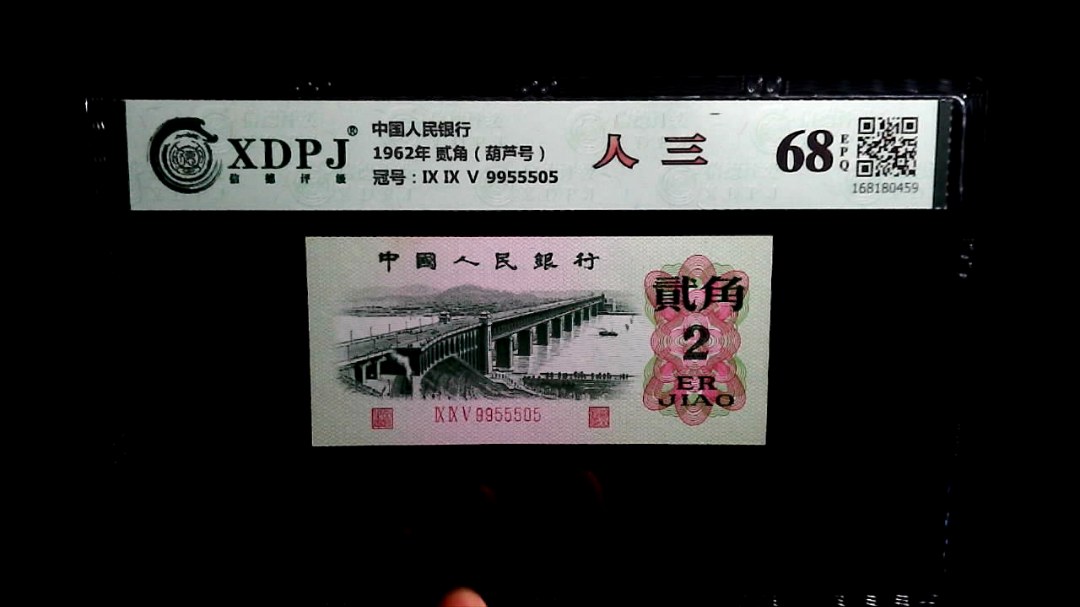 XDPJ®
信德评级
中国人民银行
1962年 贰角（葫芦号）
冠号：IX IX V 9955505
人 三
68
EPQ
168180459
中國人民銀行
貳角
2
ER
JIAO
IX IX V 9955505